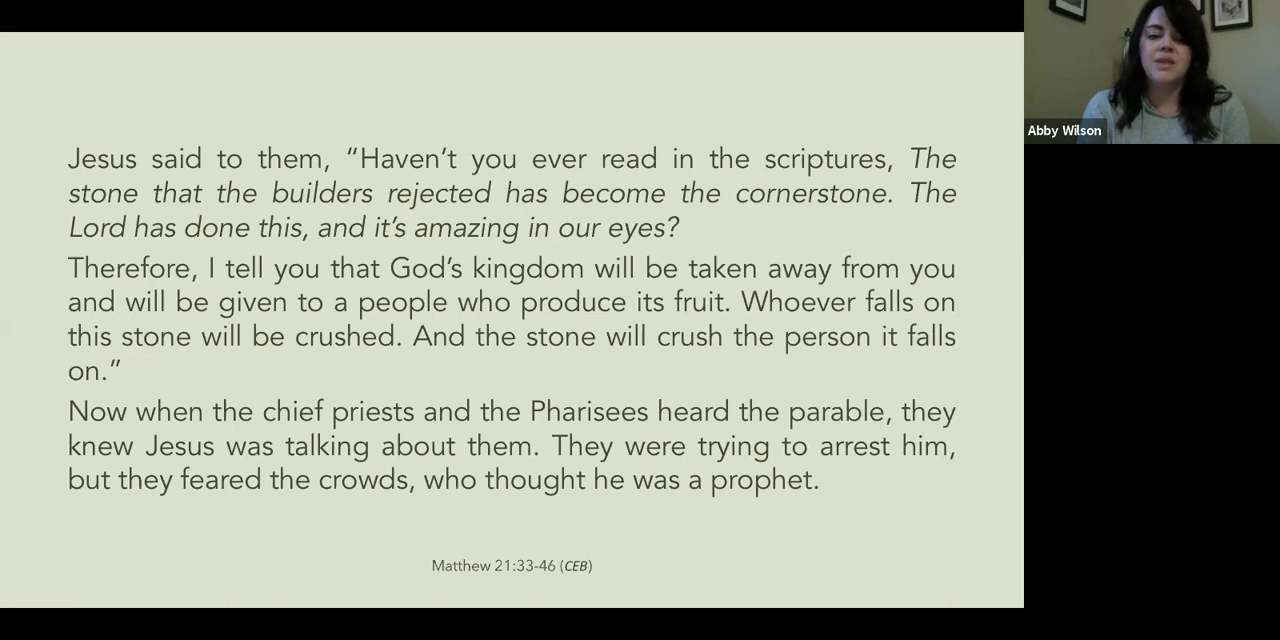 Jesus said to them, “Haven’t you ever read in the scriptures, The
stone that the builders rejected has become the cornerstone. The
Lord has done this, and it’s amazing in our eyes?
Therefore, I tell you that God’s kingdom will be taken away from you
and will be given to a people who produce its fruit. Whoever falls on
this stone will be crushed. And the stone will crush the person it falls
on.”
Now when the chief priests and the Pharisees heard the parable, they
knew Jesus was talking about them. They were trying to arrest him,
but they feared the crowds, who thought he was a prophet.
Matthew 21:33-46 (CEB)
Abby Wilson